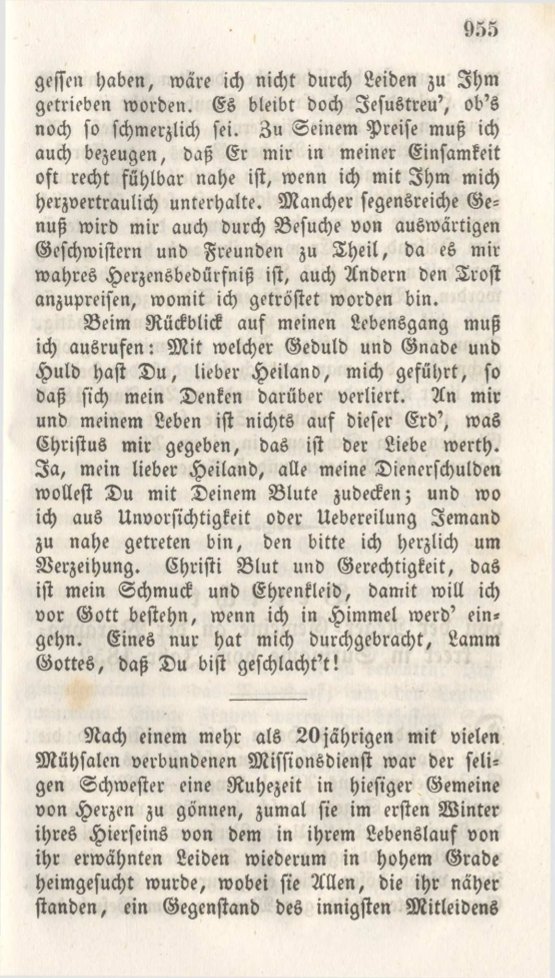 955
gessen haben, wäre ich nicht durch Leiden zu Ihm
getrieben worden. Es bleibt doch Jesustreu’, ob’s
noch so schmerzlich sei. Zu Seinem Preise muß ich
auch bezeugen, daß Er mir in meiner Einsamkeit
oft recht fühlbar nahe ist, wenn ich mit Ihm mich
herzvertraulich unterhalte. Mancher segensreiche Ge-
nuß wird mir auch durch Besuche von auswärtigen
Geschwistern und Freunden zu Theil, da es mir
wahres Herzensbedürfniß ist, auch Andern den Trost
anzupreisen, womit ich getröstet worden bin.
Beim Rückblick auf meinen Lebensgang muß
ich ausrufen: Mit welcher Geduld und Gnade und
Huld hast Du, lieber Heiland, mich geführt, so
daß sich mein Denken darüber verliert. An mir
und meinem Leben ist nichts auf dieser Erd’, was
Christus mir gegeben, das ist der Liebe werth.
Ja, mein lieber Heiland, alle meine Dienerschulden
wollest Du mit Deinem Blute zudecken; und wo
ich aus Unvorsichtigkeit oder Uebereilung Jemand
zu nahe getreten bin, den bitte ich herzlich um
Verzeihung. Christi Blut und Gerechtigkeit, das
ist mein Schmuck und Ehrenkleid, damit will ich
vor Gott bestehn, wenn ich in Himmel werd’ ein-
gehn. Eines nur hat mich durchgebracht, Lamm
Gottes, daß Du bist geschlacht’t!
Nach einem mehr als 20jährigen mit vielen
Mühsalen verbundenen Missionsdienst war der seli-
gen Schwester eine Ruhezeit in hiesiger Gemeine
von Herzen zu gönnen, zumal sie im ersten Winter
ihres Hierseins von dem in ihrem Lebenslauf von
ihr erwähnten Leiden wiederum in hohem Grade
heimgesucht wurde, wobei sie Allen, die ihr näher
standen, ein Gegenstand des innigsten Mitleidens